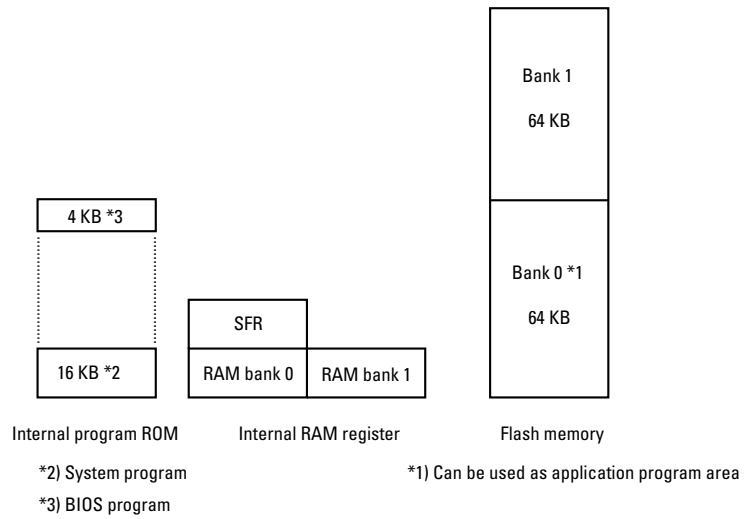 Bank 1
64 KB
4 KB *3
Bank 0 *1
64 KB
SFR
16 KB *2
RAM bank 0
RAM bank 1
Internal program ROM
Internal RAM register
Flash memory
*2) System program
*1) Can be used as application program area
*3) BIOS program